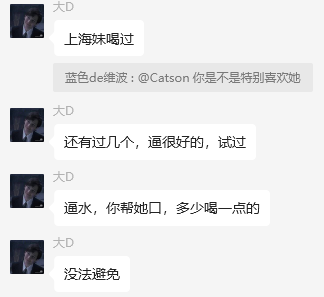 大D
上海妹喝过
蓝色de维波 : @Catson 你是不是特别喜欢她
大D
还有过几个，逼很好的，试过
大D
逼水，你帮她口，多少喝一点的
大D
没法避免